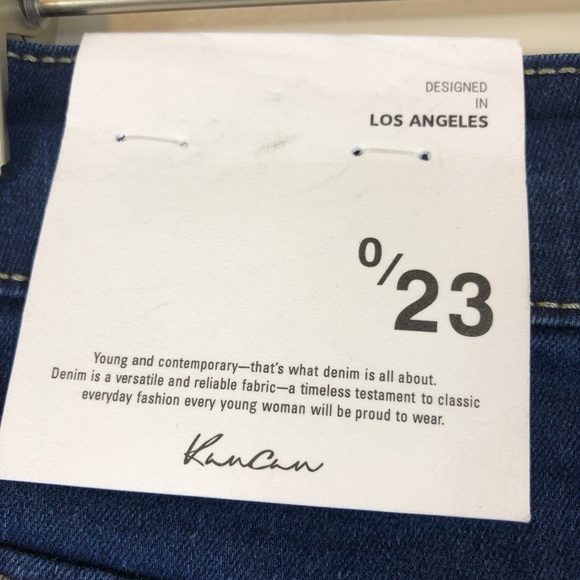 DESIGNED
IN
LOS ANGELES
0/23
Young and contemporary—that's what denim is all about.
Denim is a versatile and reliable fabric—a timeless testament to classic
everyday fashion every young woman will be proud to wear.
KanCan